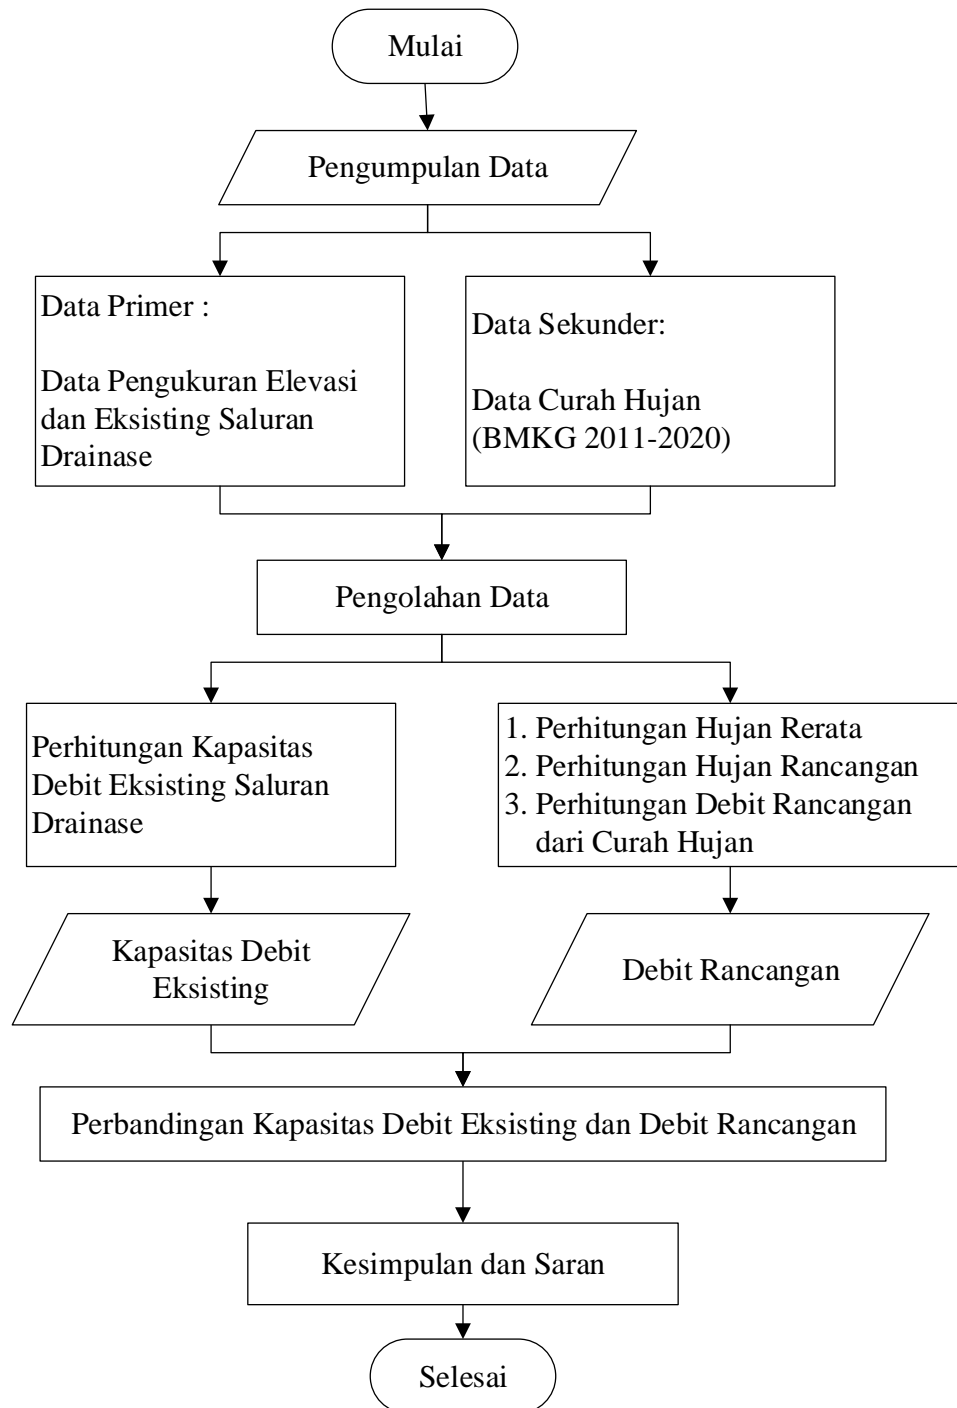 Mulai
Pengumpulan Data
Data Primer :
Data Pengukuran Elevasi
dan Eksisting Saluran
Drainase
Data Sekunder:
Data Curah Hujan
(BMKG 2011-2020)
Pengolahan Data
Perhitungan Kapasitas
Debit Eksisting Saluran
Drainase
1. Perhitungan Hujan Rerata
2. Perhitungan Hujan Rancangan
3. Perhitungan Debit Rancangan
dari Curah Hujan
Kapasitas Debit
Eksisting
Debit Rancangan
Perbandingan Kapasitas Debit Eksisting dan Debit Rancangan
Kesimpulan dan Saran
Selesai